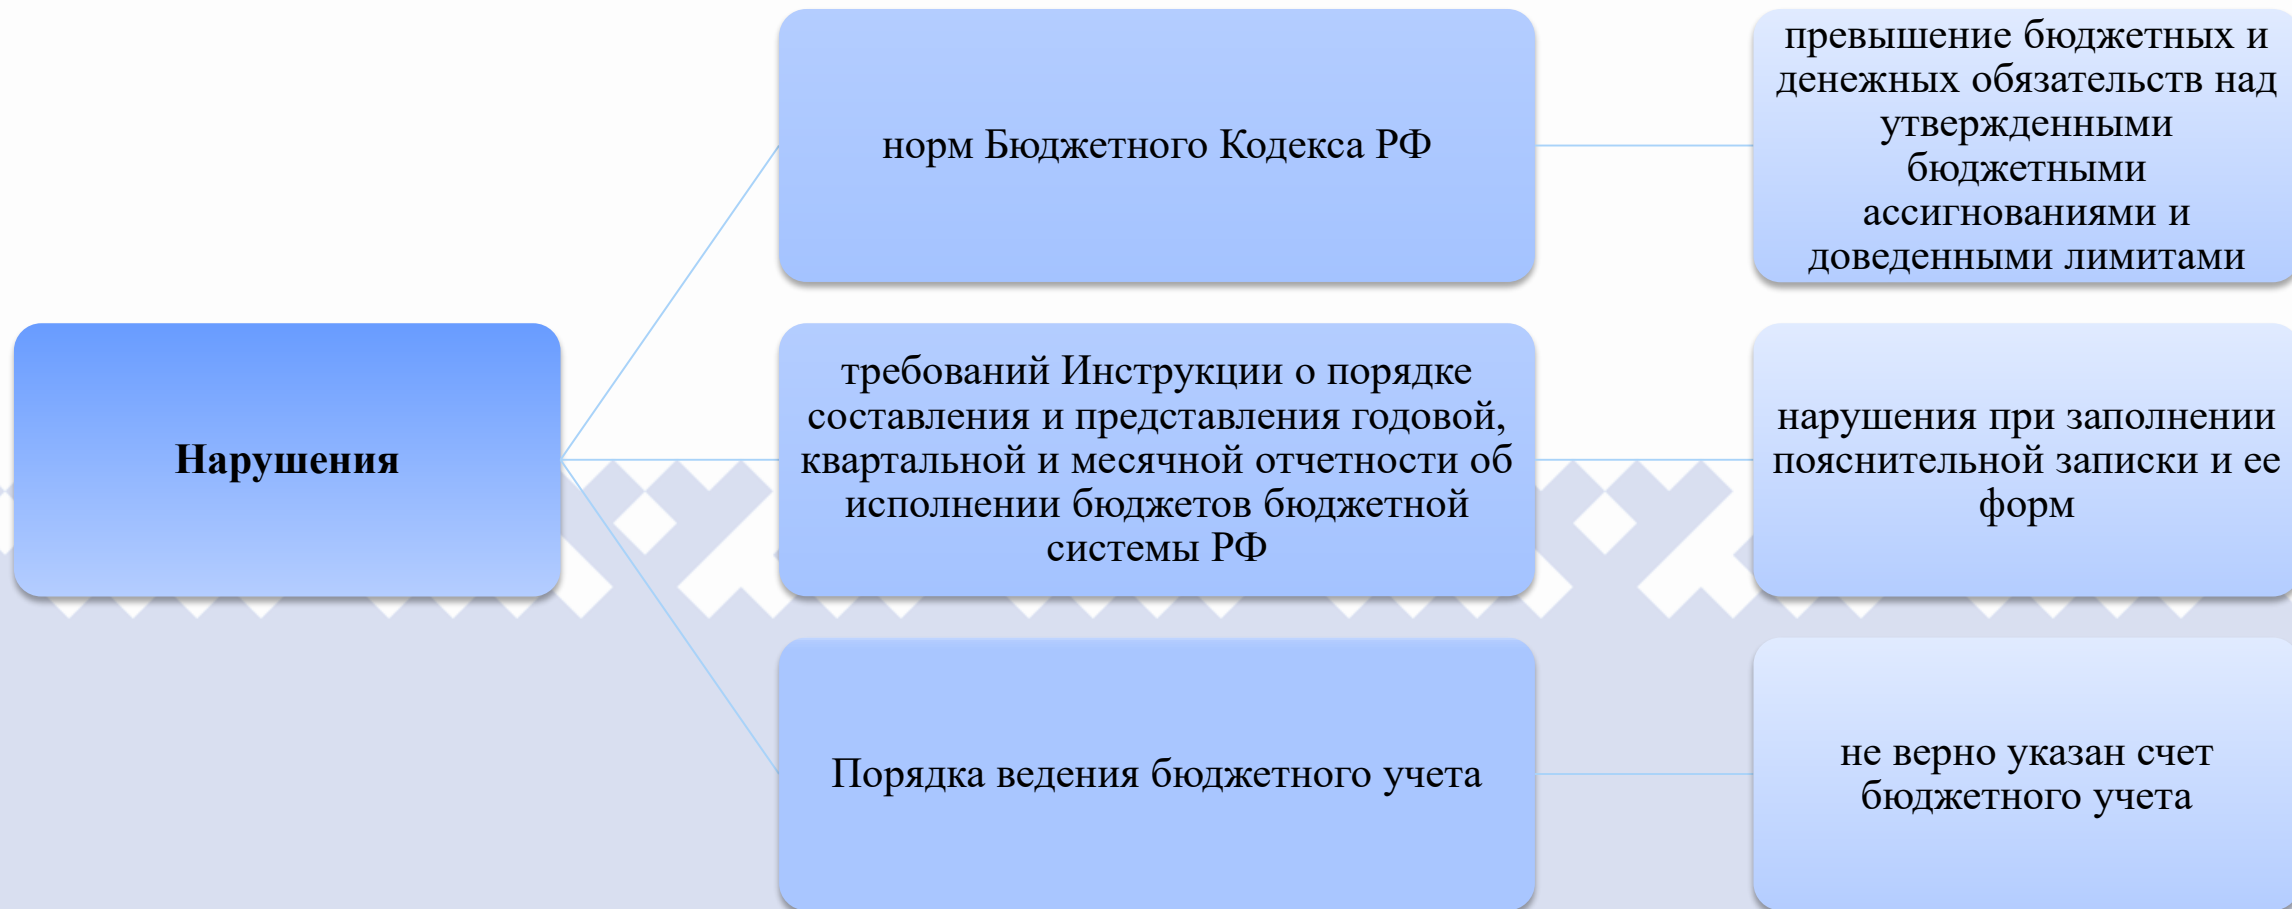 Нарушения
норм Бюджетного Кодекса РФ
превышение бюджетных и
денежных обязательств над
утвержденными
бюджетными
ассигнованиями и
доведенными лимитами
требований Инструкции о порядке
составления и представления годовой,
квартальной и месячной отчетности об
исполнении бюджетов бюджетной
системы РФ
нарушения при заполнении
пояснительной записки и ее
форм
Порядка ведения бюджетного учета
не верно указан счет
бюджетного учета